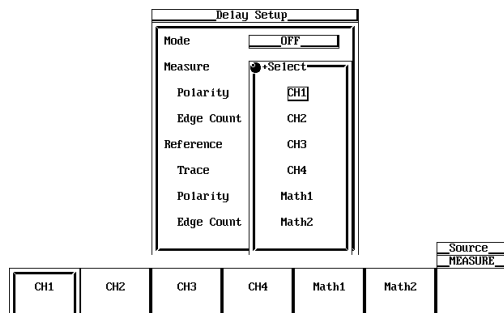 Delay Setup
Mode OFF
Measure +Select
Polarity CH1
Edge Count CH2
Reference CH3
Trace CH4
Polarity Math1
Edge Count Math2
Source
MEASURE
CH1 CH2 CH3 CH4 Math1 Math2